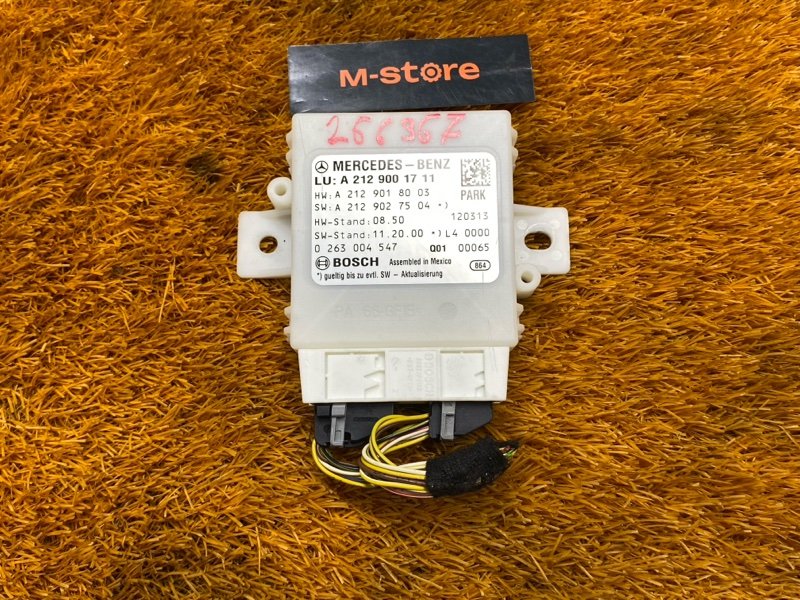 M-store
266967
MERCEDES-BENZ
LU: A 212 900 17 11
HW: A 212 901 80 03 PARK
SW: A 212 902 75 04 *)
HW-Stand: 08.50 120313
SW-Stand: 11.20.00 *) L4 0000
0 263 004 547 Q01 00065
BOSCH Assembled in Mexico 864
*) gueltig bis zu evtl. SW - Aktualisierung